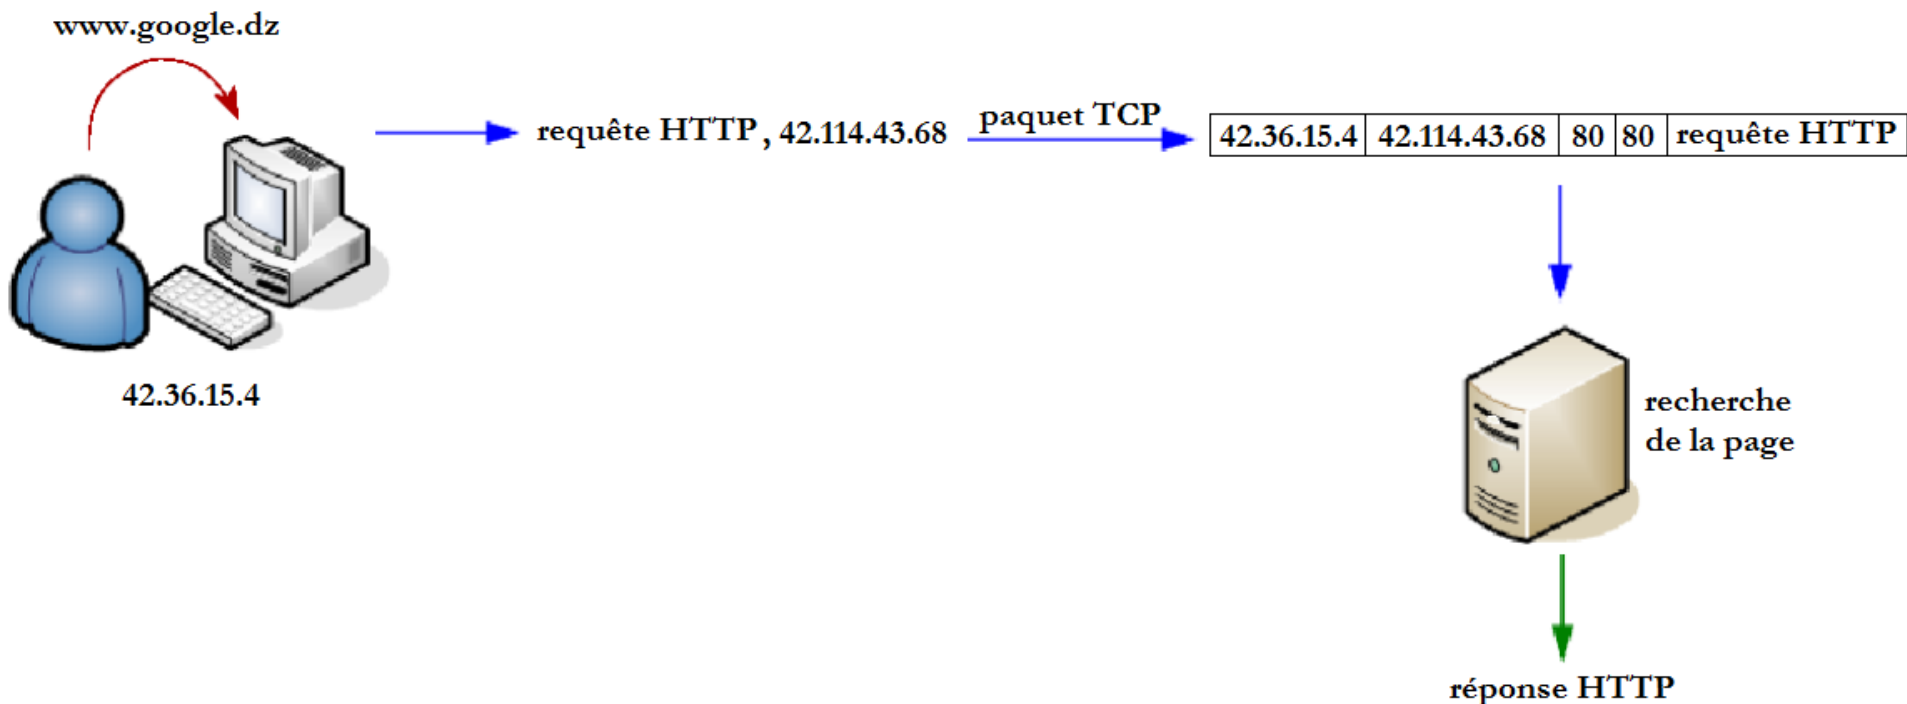 www.google.dz
requête HTTP, 42.114.43.68
paquet TCP
42.36.15.4 42.114.43.68 80 80 requête HTTP
42.36.15.4
recherche
de la page
réponse HTTP